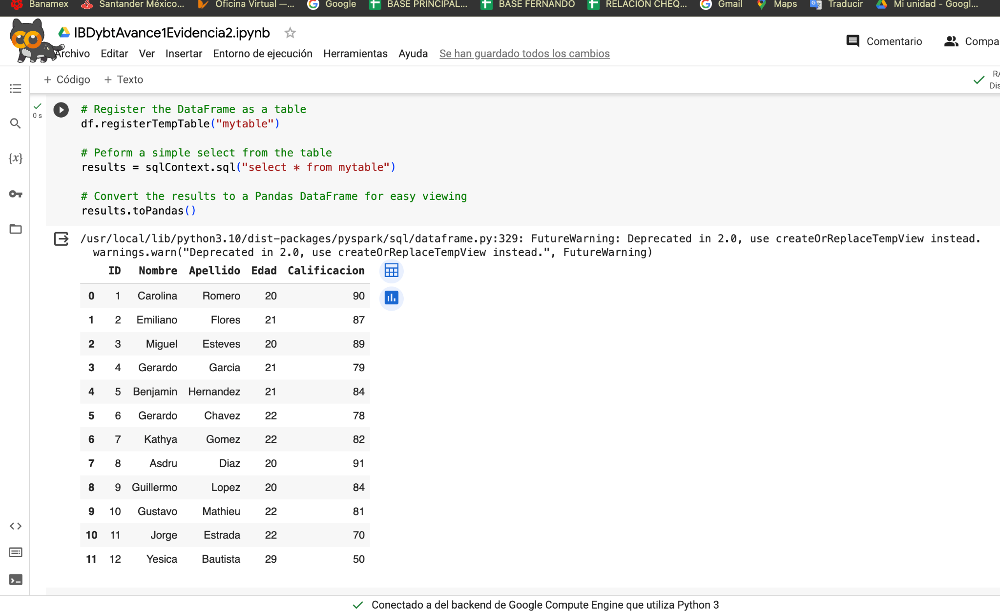 Banamex Santander México... Oficina Virtual —... Google BASE PRINCIPAL... BASE FERNANDO RELACION CHEQ... Gmail Maps Traducir Mi unidad - Googl...
IBDybtAvance1Evidencia2.ipynb
Archivo Editar Ver Insertar Entorno de ejecución Herramientas Ayuda Se han guardado todos los cambios
Comentario Compa
+ Código + Texto
RA
Dis
0 s
# Register the DataFrame as a table
df.registerTempTable("mytable")
# Peform a simple select from the table
results = sqlContext.sql("select * from mytable")
# Convert the results to a Pandas DataFrame for easy viewing
results.toPandas()
/usr/local/lib/python3.10/dist-packages/pyspark/sql/dataframe.py:329: FutureWarning: Deprecated in 2.0, use createOrReplaceTempView instead.
warnings.warn("Deprecated in 2.0, use createOrReplaceTempView instead.", FutureWarning)
ID Nombre Apellido Edad Calificacion
0 1 Carolina Romero 20 90
1 2 Emiliano Flores 21 87
2 3 Miguel Esteves 20 89
3 4 Gerardo Garcia 21 79
4 5 Benjamin Hernandez 21 84
5 6 Gerardo Chavez 22 78
6 7 Kathya Gomez 22 82
7 8 Asdru Diaz 20 91
8 9 Guillermo Lopez 20 84
9 10 Gustavo Mathieu 22 81
10 11 Jorge Estrada 22 70
11 12 Yesica Bautista 29 50
Conectado a del backend de Google Compute Engine que utiliza Python 3